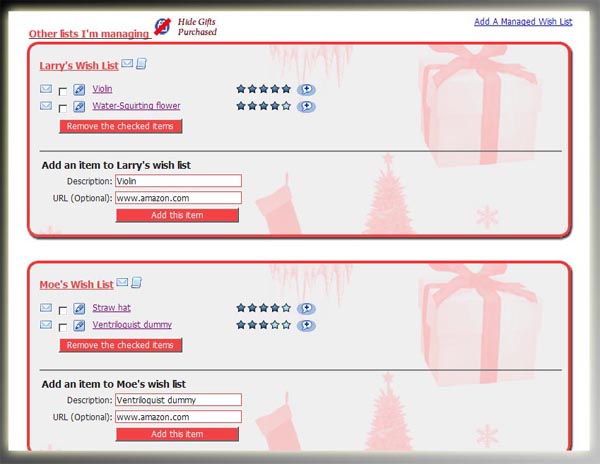 Other lists I'm managing
Hide Gifts
Purchased
Add A Managed Wish List
Larry's Wish List
Violin
Water-Squirting flower
Remove the checked items
Add an item to Larry's wish list
Description: Violin
URL (Optional): www.amazon.com
Add this item
Moe's Wish List
Straw hat
Ventriloquist dummy
Remove the checked items
Add an item to Moe's wish list
Description: Ventriloquist dummy
URL (Optional): www.amazon.com
Add this item